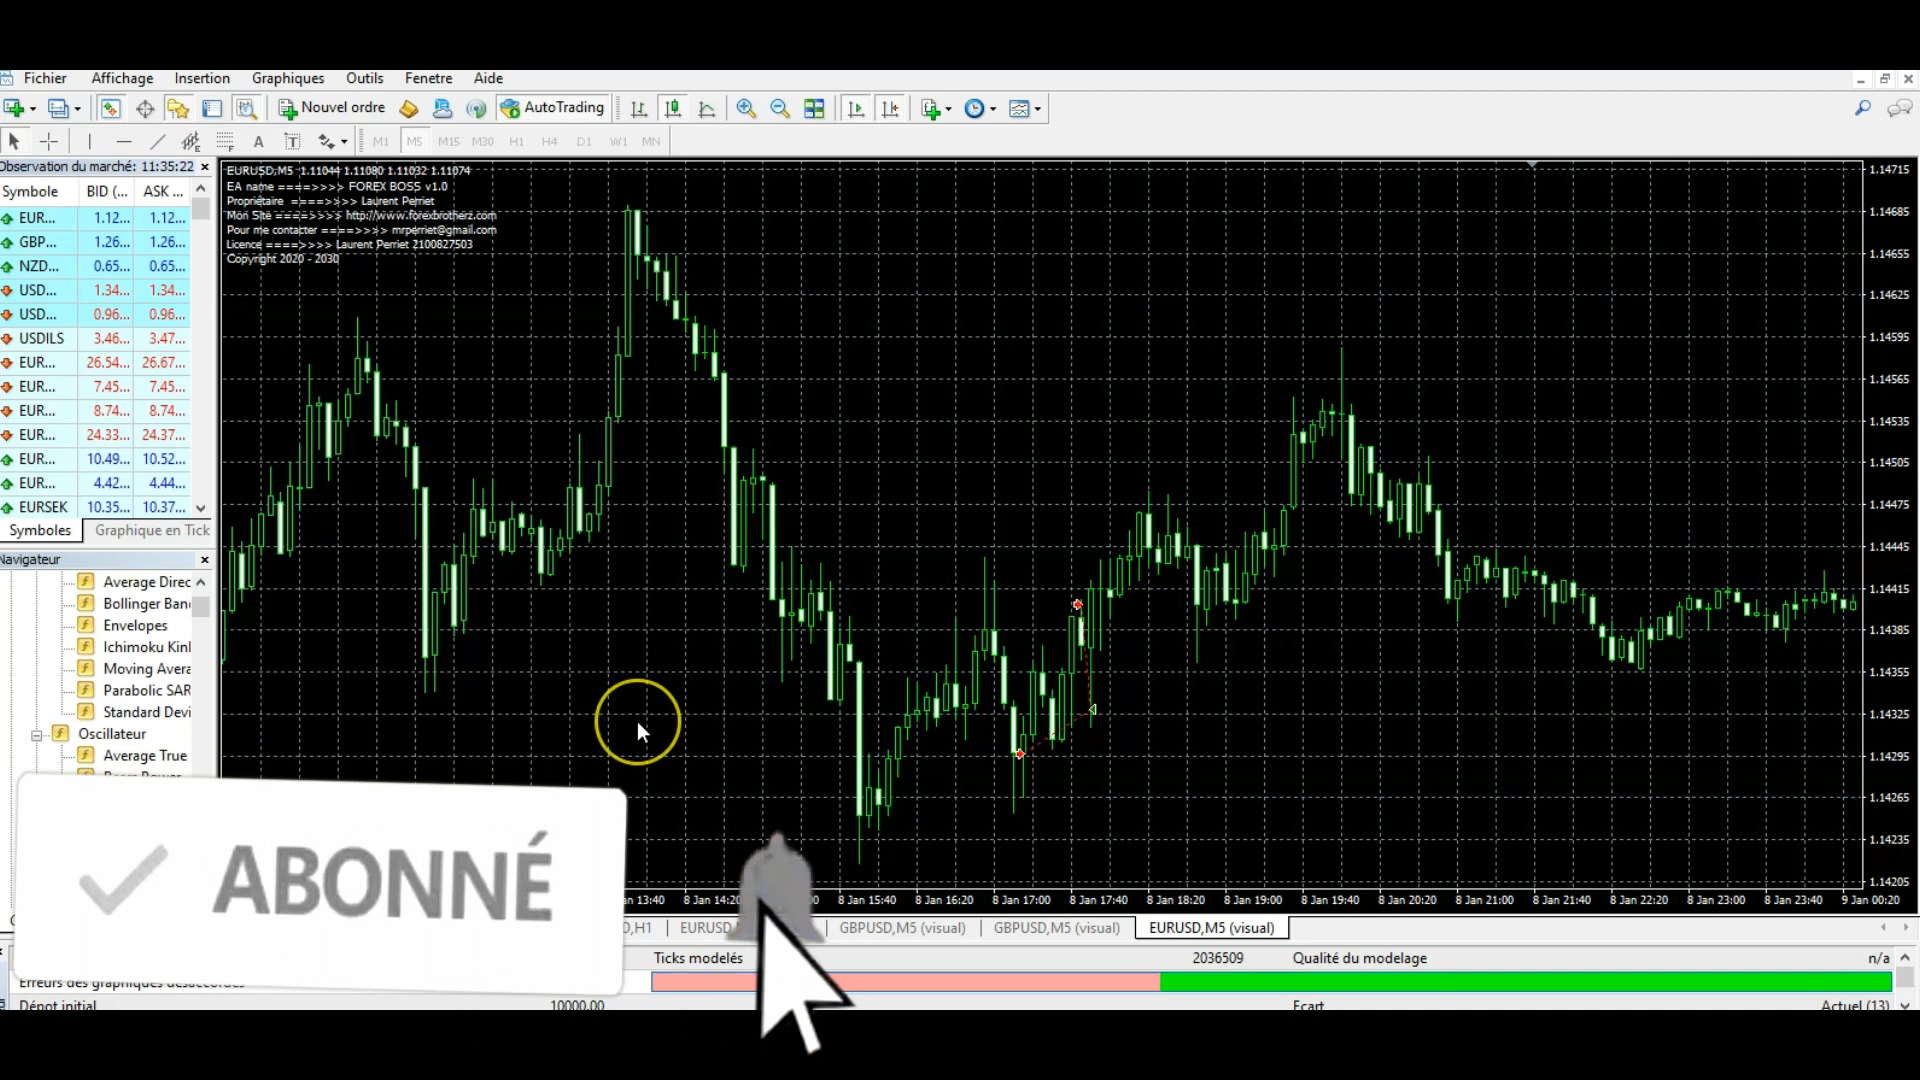 Fichier Affichage Insertion Graphiques Outils Fenetre Aide
Nouvel ordre AutoTrading
A T M1 M5 M15 M30 H1 H4 D1 W1 MN
Observation du marché: 11:35:22
Symbole BID (... ASK ...
EUR... 1.12... 1.12...
GBP... 1.26... 1.26...
NZD... 0.65... 0.65...
USD... 1.34... 1.34...
USD... 0.96... 0.96...
USDILS 3.46... 3.47...
EUR... 26.54... 26.67...
EUR... 7.45... 7.45...
EUR... 8.74... 8.74...
EUR... 24.33... 24.37...
EUR... 10.49... 10.52...
EUR... 4.42... 4.44...
EURSEK 10.35... 10.37...
Symboles Graphique en Tick
Navigateur
Average Direc
Bollinger Ban
Envelopes
Ichimoku Kin
Moving Avera
Parabolic SAR
Standard Devi
Oscillateur
Average True
EURUSD,M5 1.11044 1.11080 1.11032 1.11074
EA name ====>>>> FOREX BOSS v1.0
Propriétaire ====>>>> Laurent Perriet
Mon Site ====>>>> http://www.forexbrotherz.com
Pour me contacter ====>>>> mrperriet@gmail.com
Licence ====>>>> Laurent Perriet 2100827503
Copyright 2020 - 2030
1.14715
1.14685
1.14655
1.14625
1.14595
1.14565
1.14535
1.14505
1.14475
1.14445
1.14415
1.14385
1.14355
1.14325
1.14295
1.14265
1.14235
1.14205
an 13:40 8 Jan 14:20 8 Jan 15:40 8 Jan 16:20 8 Jan 17:00 8 Jan 17:40 8 Jan 18:20 8 Jan 19:00 8 Jan 19:40 8 Jan 20:20 8 Jan 21:00 8 Jan 21:40 8 Jan 22:20 8 Jan 23:00 8 Jan 23:40 9 Jan 00:20
D,H1 EURUSD, GBPUSD,M5 (visual) GBPUSD,M5 (visual) EURUSD,M5 (visual)
ABONNÉ
Ticks modelés 2036509 Qualité du modelage n/a
Erreurs des graphiques désaccordés
Dépot initial 10000.00 Ecart Actuel (13)